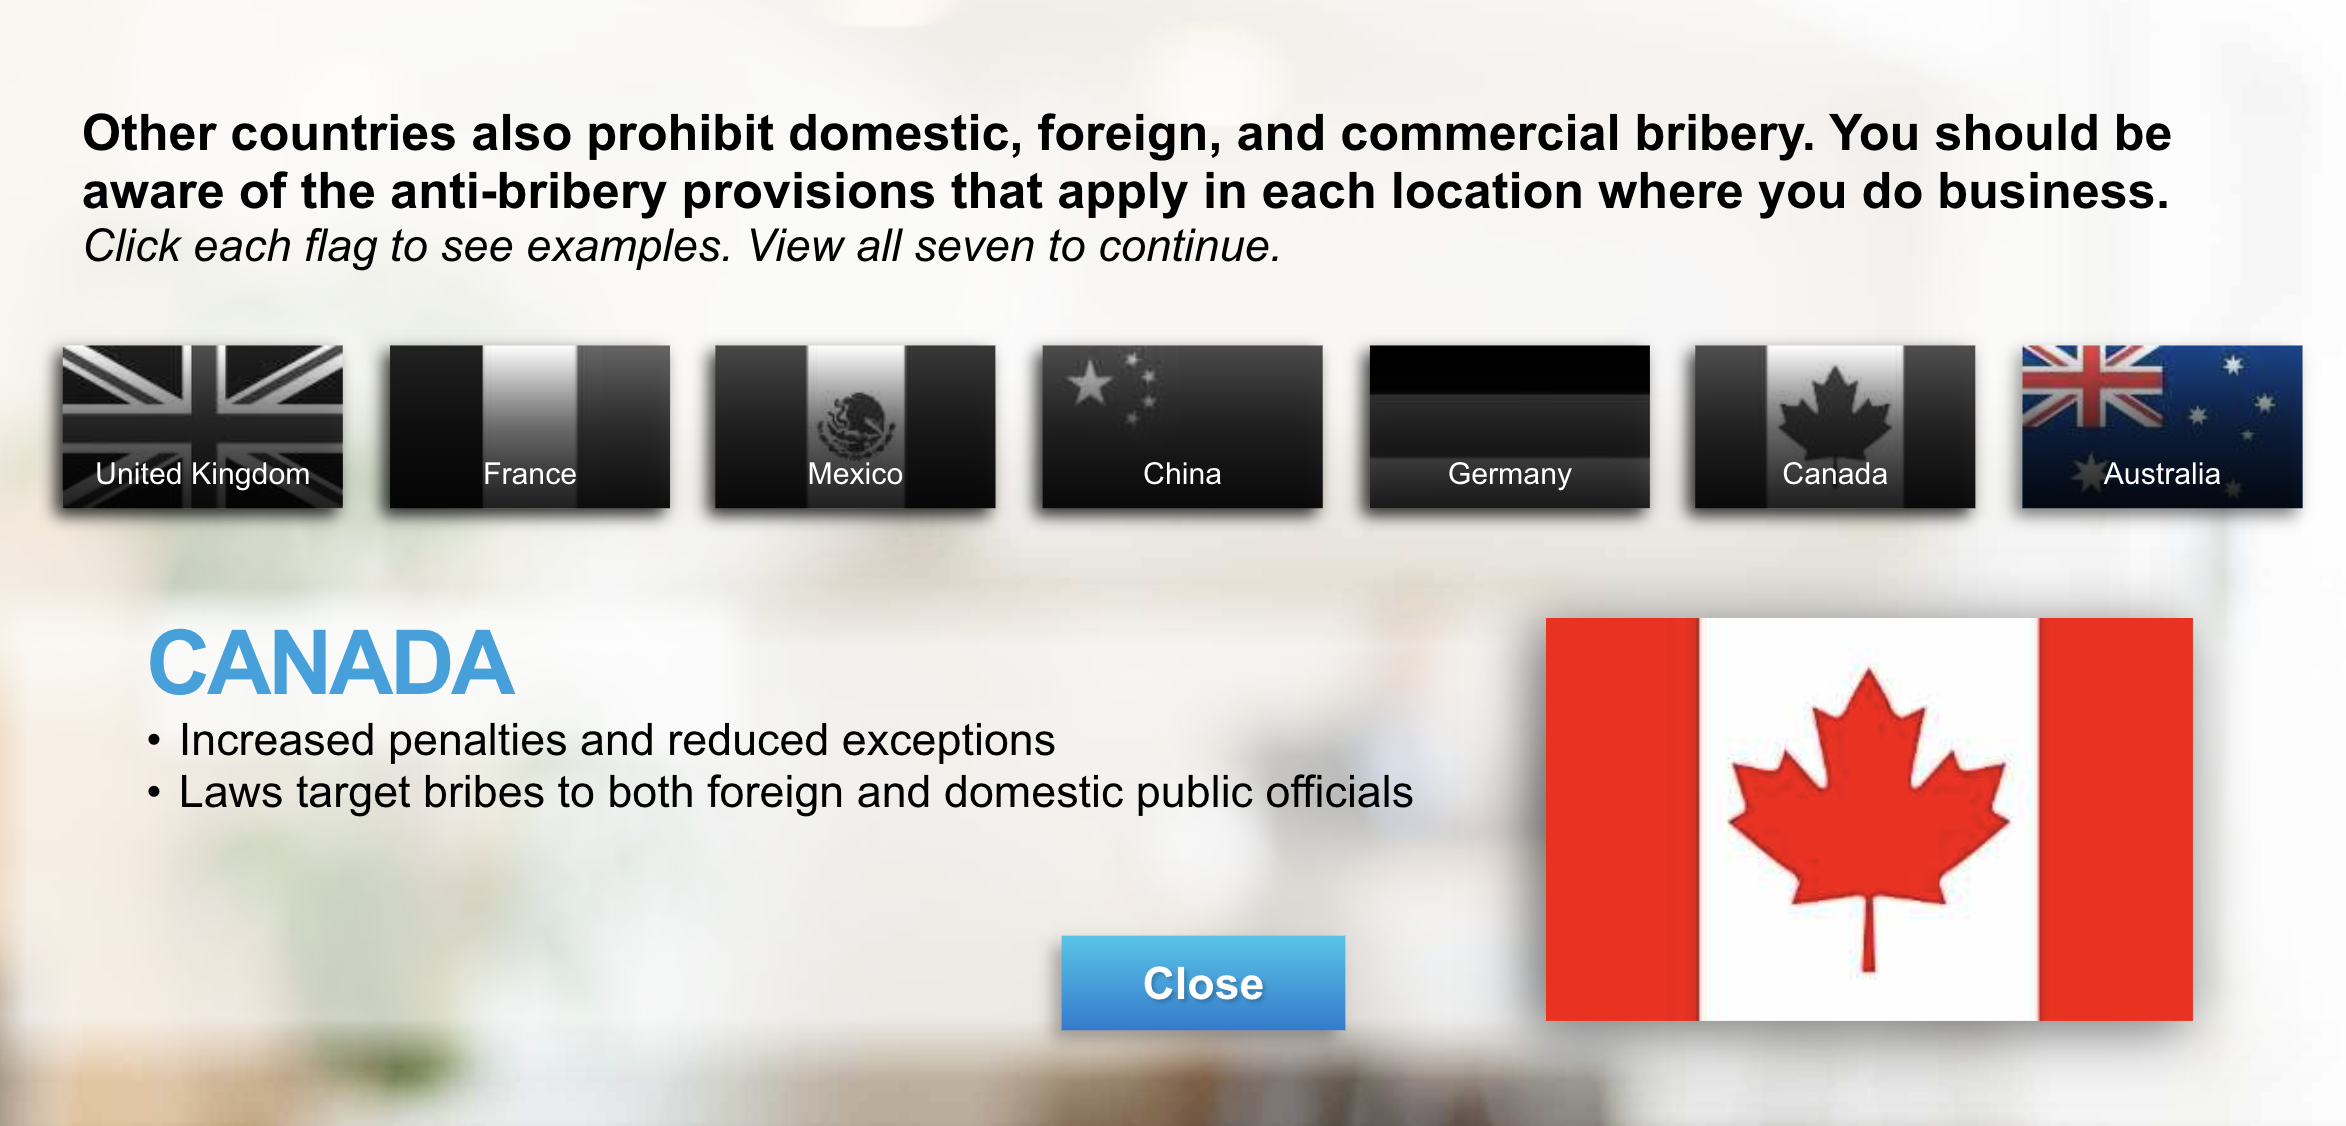 Other countries also prohibit domestic, foreign, and commercial bribery. You should be
aware of the anti-bribery provisions that apply in each location where you do business.
Click each flag to see examples. View all seven to continue.
United Kingdom
France
Mexico
China
Germany
Canada
Australia
CANADA
• Increased penalties and reduced exceptions
• Laws target bribes to both foreign and domestic public officials
Close